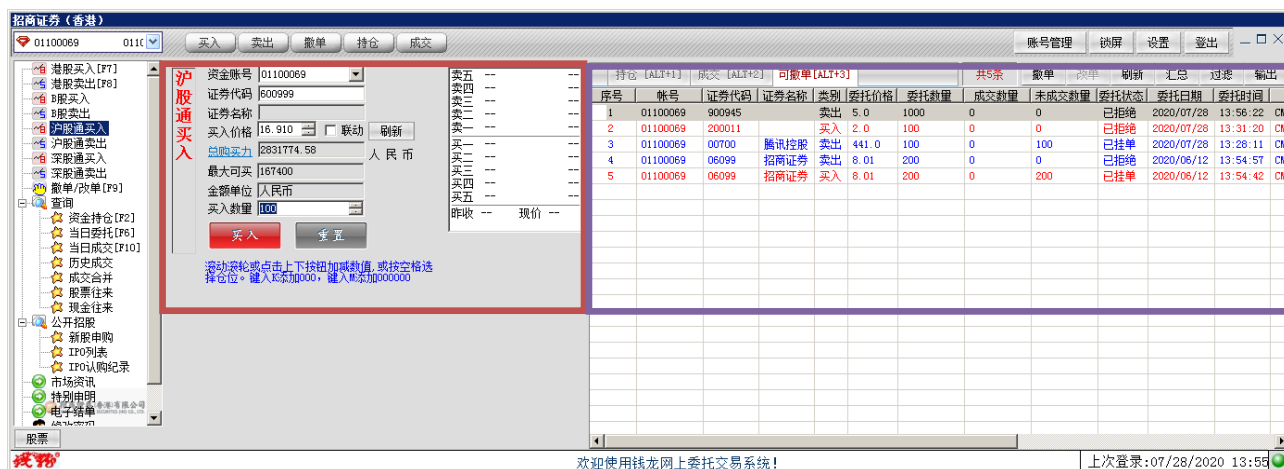 招商证券（香港）
01100069 011(
买入 卖出 撤单 持仓 成交
账号管理 锁屏 设置 登出
港股买入[F7]
港股卖出[F8]
B股买入
B股卖出
沪股通买入
沪股通卖出
深股通买入
深股通卖出
撤单/改单[F9]
查询
资金持仓[F2]
当日委托[F6]
当日成交[F10]
历史成交
成交合并
股票往来
现金往来
公开招股
新股申购
IPO列表
IPO认购纪录
市场资讯
特别申明
电子结单
股票
沪股通买入
资金账号 01100069
证券代码 600999
证券名称
买入价格 16.910 联动 刷新
总购买力 2831774.58 人民币
最大可买 167400
金额单位 人民币
买入数量 100
买入 重置
滚动滚轮或点击上下按钮加减数值,或按空格选
择仓位。键入K添加000，键入M添加000000
卖五 -- --
卖四 -- --
卖三 -- --
卖二 -- --
卖一 -- --
买一 -- --
买二 -- --
买三 -- --
买四 -- --
买五 -- --
昨收 -- 现价 --
持仓 [ALT+1] 成交 [ALT+2] 可撤单[ALT+3] 共5条 撤单 改单 刷新 汇总 过滤 输出
序号 帐号 证券代码 证券名称 类别 委托价格 委托数量 成交数量 未成交数量 委托状态 委托日期 委托时间
1 01100069 900945 卖出 5.0 1000 0 0 已拒绝 2020/07/28 13:56:22 CM
2 01100069 200011 买入 2.0 100 0 0 已拒绝 2020/07/28 13:31:20 CM
3 01100069 00700 腾讯控股 卖出 441.0 100 0 100 已挂单 2020/07/28 13:28:11 CM
4 01100069 06099 招商证券 卖出 8.01 200 0 0 已拒绝 2020/06/12 13:54:57 CM
5 01100069 06099 招商证券 买入 8.01 200 0 200 已挂单 2020/06/12 13:54:42 CM
钱龙 欢迎使用钱龙网上委托交易系统! 上次登录:07/28/2020 13:55